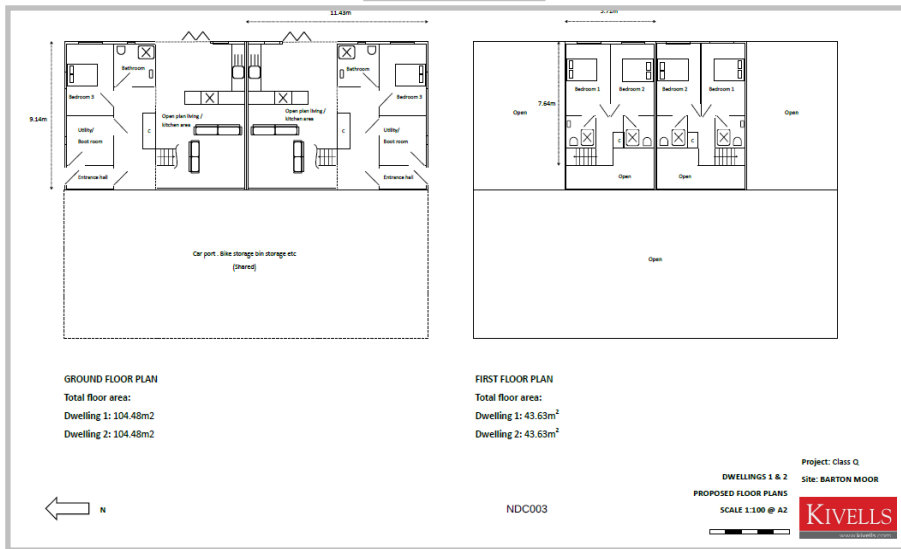 11.43m
5.71m
Bathroom
Bathroom
Bedroom 3
Bedroom 3
9.14m
Open plan living /
kitchen area
Open plan living /
kitchen area
C
C
Utility/
Boot room
Utility/
Boot room
Entrance hall
Entrance hall
Car port . Bike storage bin storage etc
(Shared)
7.64m
Bedroom 1
Bedroom 2
Bedroom 2
Bedroom 1
Open
Open
C
C
Open
Open
Open
GROUND FLOOR PLAN
Total floor area:
Dwelling 1: 104.48m2
Dwelling 2: 104.48m2
FIRST FLOOR PLAN
Total floor area:
Dwelling 1: 43.63m²
Dwelling 2: 43.63m²
N
NDC003
DWELLINGS 1 & 2
PROPOSED FLOOR PLANS
SCALE 1:100 @ A2
Project: Class Q
Site: BARTON MOOR
KIVELLS
www.kivells.com